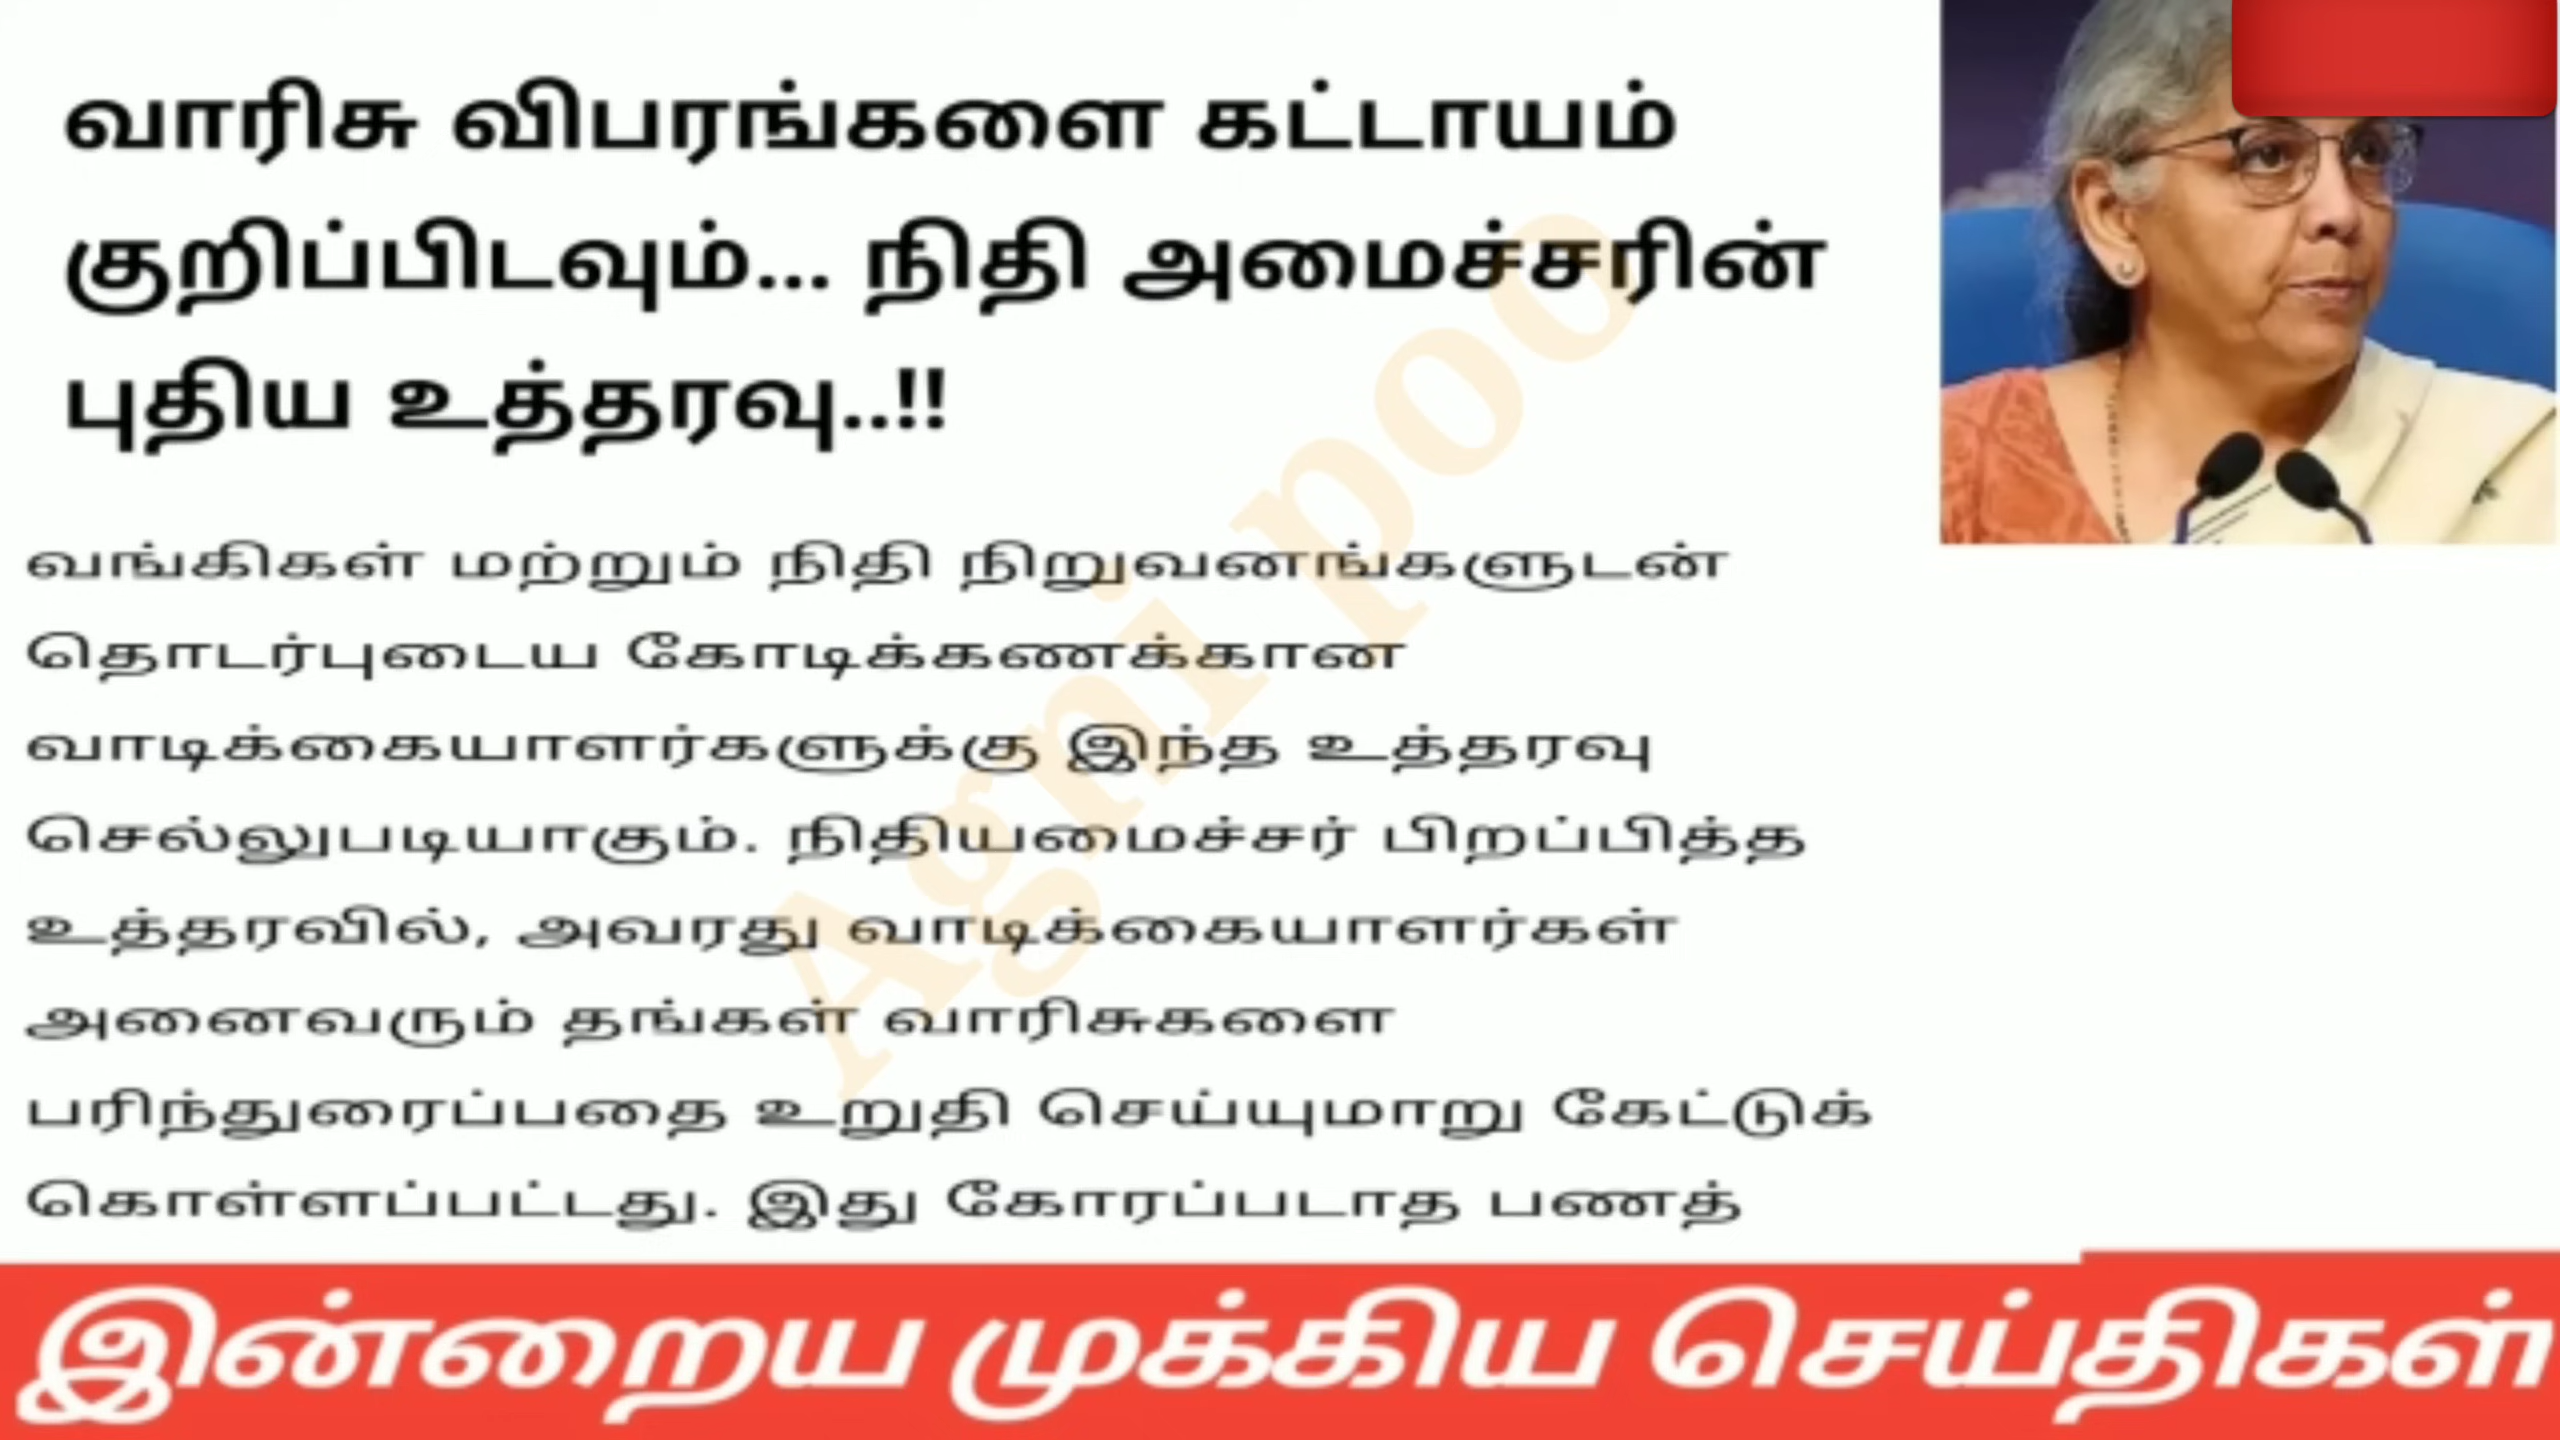 வாரிசு விபரங்களை கட்டாயம்
குறிப்பிடவும்... நிதி அமைச்சரின்
புதிய உத்தரவு..!!
வங்கிகள் மற்றும் நிதி நிறுவனங்களுடன்
தொடர்புடைய கோடிக்கணக்கான
வாடிக்கையாளர்களுக்கு இந்த உத்தரவு
செல்லுபடியாகும். நிதியமைச்சர் பிறப்பித்த
உத்தரவில், அவரது வாடிக்கையாளர்கள்
அனைவரும் தங்கள் வாரிசுகளை
பரிந்துரைப்பதை உறுதி செய்யுமாறு கேட்டுக்
கொள்ளப்பட்டது. இது கோரப்படாத பணத்
இன்றைய முக்கிய செய்திகள்
Agni poo